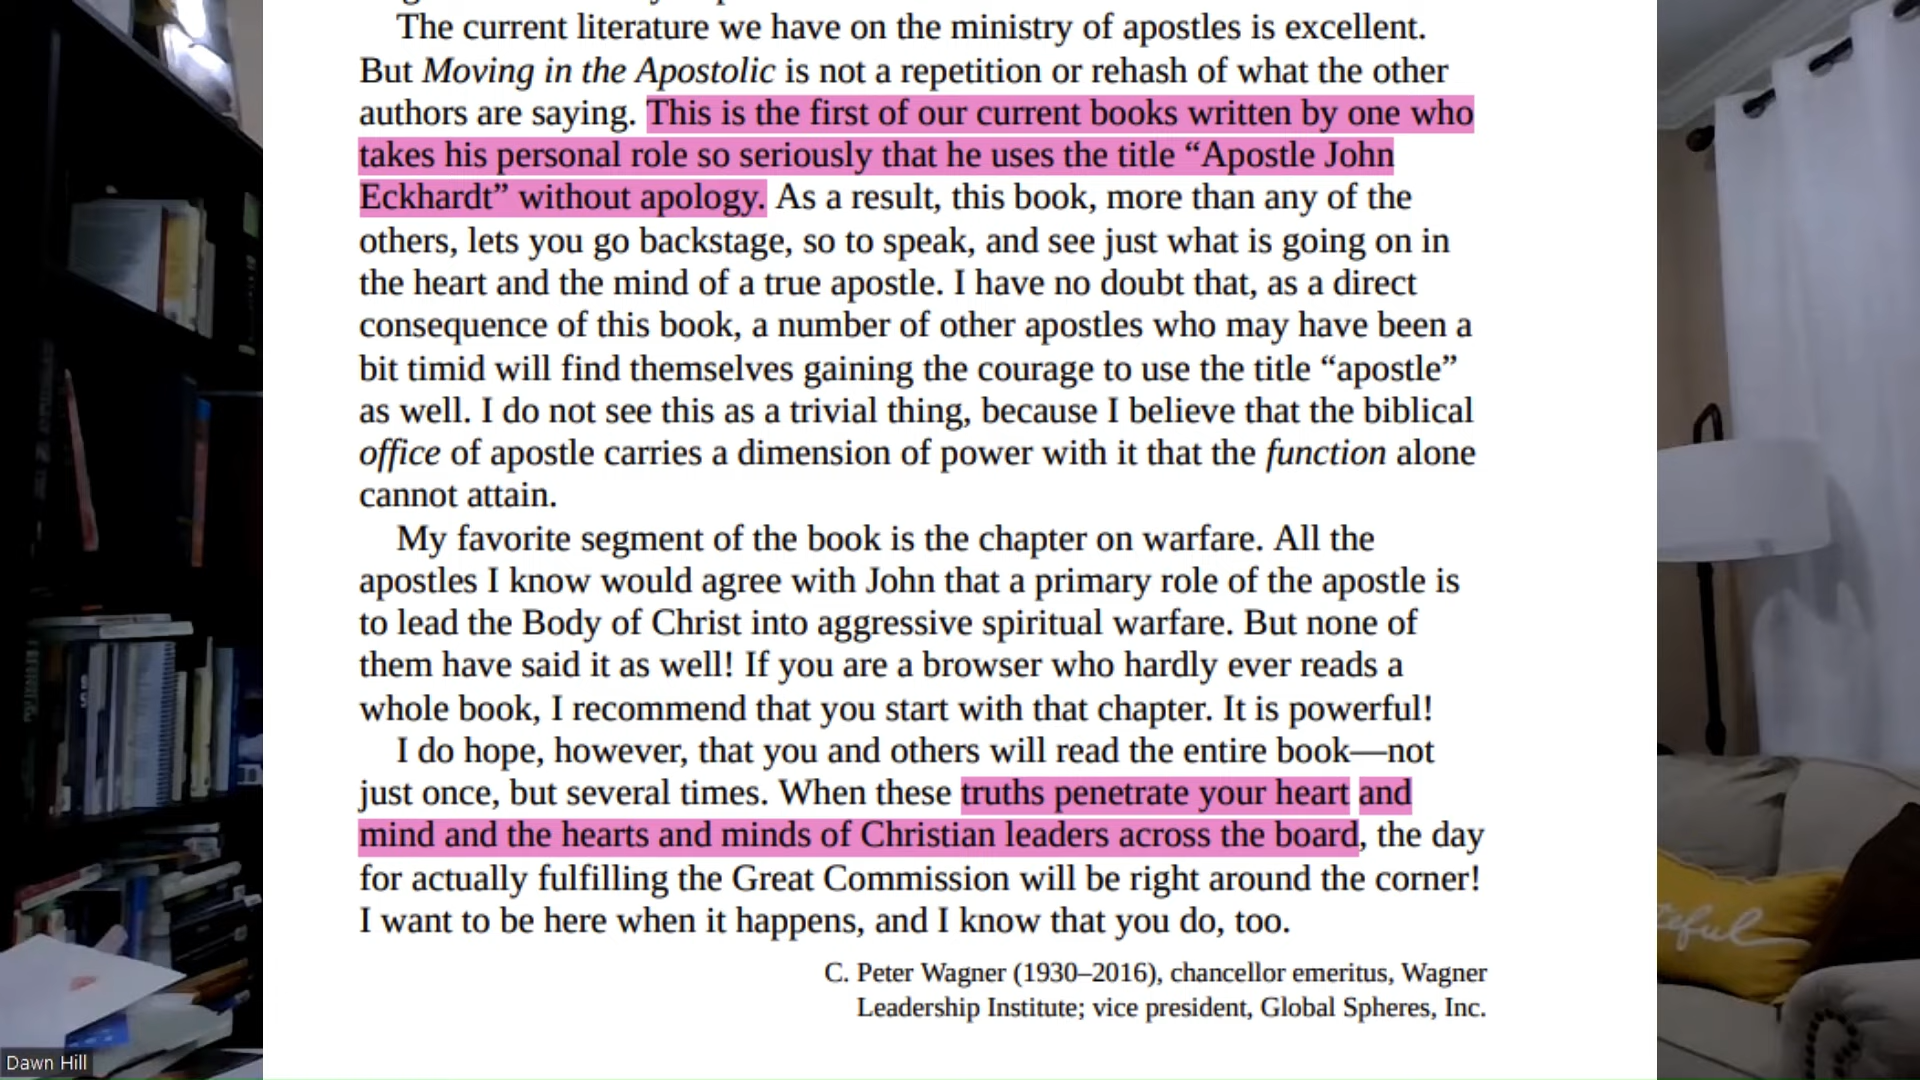 The current literature we have on the ministry of apostles is excellent.
But Moving in the Apostolic is not a repetition or rehash of what the other
authors are saying. This is the first of our current books written by one who
takes his personal role so seriously that he uses the title “Apostle John
Eckhardt” without apology. As a result, this book, more than any of the
others, lets you go backstage, so to speak, and see just what is going on in
the heart and the mind of a true apostle. I have no doubt that, as a direct
consequence of this book, a number of other apostles who may have been a
bit timid will find themselves gaining the courage to use the title “apostle”
as well. I do not see this as a trivial thing, because I believe that the biblical
office of apostle carries a dimension of power with it that the function alone
cannot attain.
My favorite segment of the book is the chapter on warfare. All the
apostles I know would agree with John that a primary role of the apostle is
to lead the Body of Christ into aggressive spiritual warfare. But none of
them have said it as well! If you are a browser who hardly ever reads a
whole book, I recommend that you start with that chapter. It is powerful!
I do hope, however, that you and others will read the entire book—not
just once, but several times. When these truths penetrate your heart and
mind and the hearts and minds of Christian leaders across the board, the day
for actually fulfilling the Great Commission will be right around the corner!
I want to be here when it happens, and I know that you do, too.
C. Peter Wagner (1930–2016), chancellor emeritus, Wagner
Leadership Institute; vice president, Global Spheres, Inc.
Dawn Hill